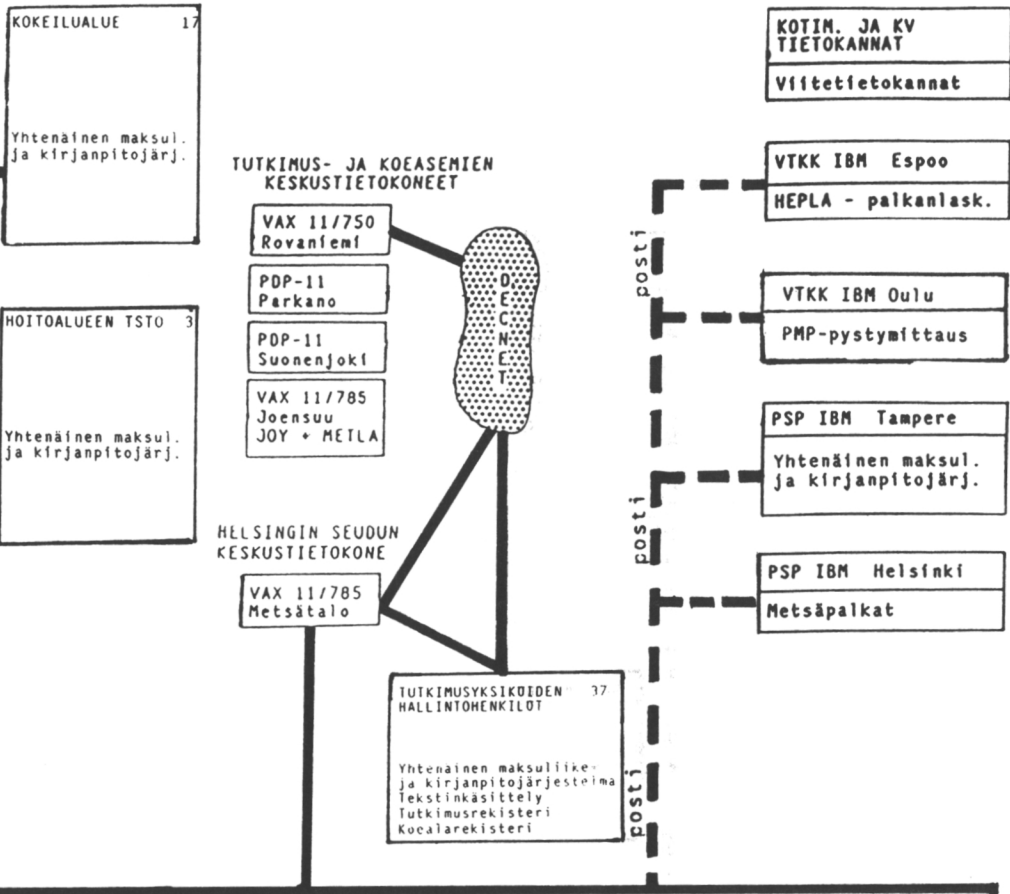 KOKEILUALUE 17
Yhtenäinen maksul.
ja kirjanpitojärj.
HOITOALUEEN TSTO 3
Yhtenäinen maksul.
ja kirjanpitojärj.
TUTKIMUS- JA KOEASEMIEN
KESKUSTIETOKONEET
VAX 11/750
Rovaniemi
PDP-11
Parkano
PDP-11
Suonenjoki
VAX 11/785
Joensuu
JOY + METLA
DECNET
HELSINGIN SEUDUN
KESKUSTIETOKONE
VAX 11/785
Metsätalo
TUTKIMUSYKSIKÖIDEN 37
HALLINTOHENKILÖT
Yhtenäinen maksuliike-
ja kirjanpitojärjestelmä
Tekstinkäsittely
Tutkimusrekisteri
Koealarekisteri
posti
posti
posti
KOTIM. JA KV
TIETOKANNAT
Viitetietokannat
VTKK IBM Espoo
HEPLA - palkanlask.
VTKK IBM Oulu
PMP-pystymittaus
PSP IBM Tampere
Yhtenäinen maksul.
ja kirjanpitojärj.
PSP IBM Helsinki
Metsäpalkat